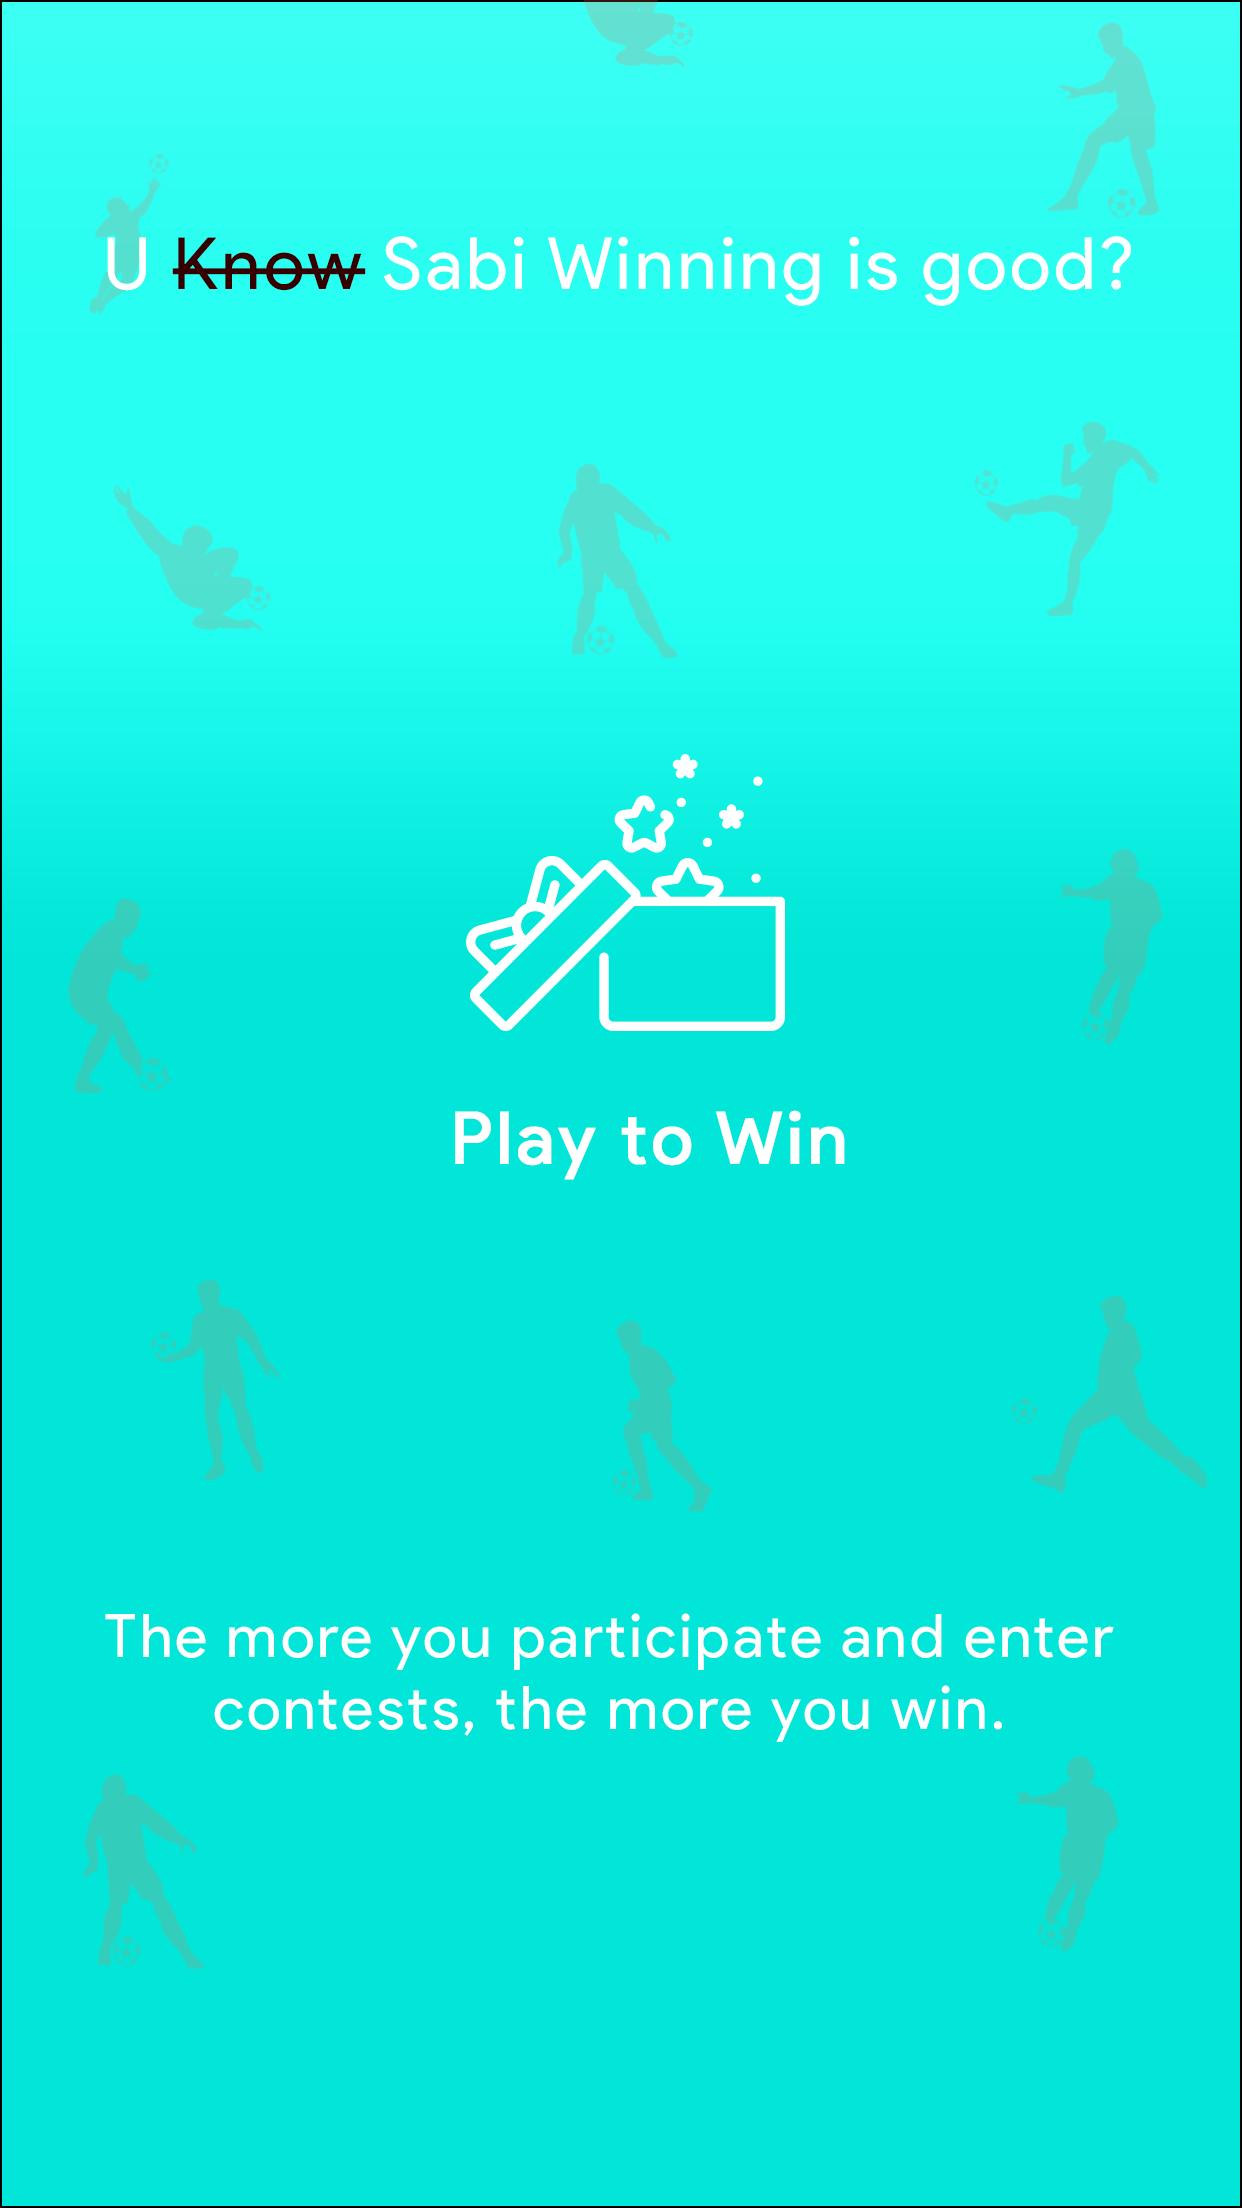 U Know Sabi Winning is good?
Play to Win
The more you participate and enter
contests, the more you win.